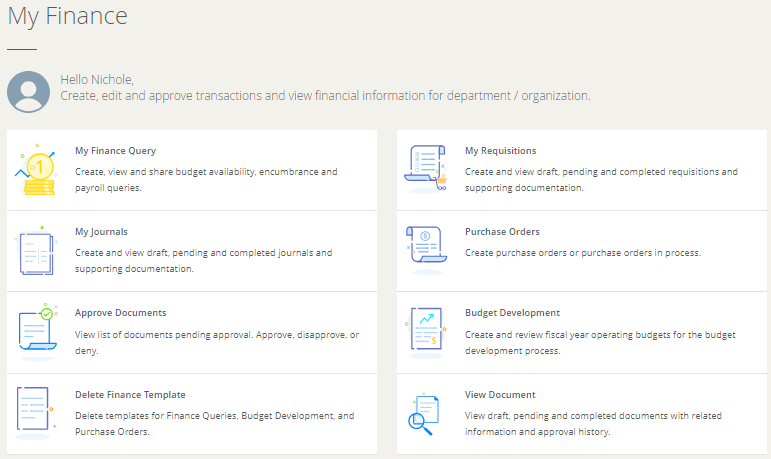 My Finance
Hello Nichole,
Create, edit and approve transactions and view financial information for department / organization.
My Finance Query
Create, view and share budget availability, encumbrance and
payroll queries.
My Requisitions
Create and view draft, pending and completed requisitions and
supporting documentation.
My Journals
Create and view draft, pending and completed journals and
supporting documentation.
Purchase Orders
Create purchase orders or purchase orders in process.
Approve Documents
View list of documents pending approval. Approve, disapprove, or
deny.
Budget Development
Create and review fiscal year operating budgets for the budget
development process.
Delete Finance Template
Delete templates for Finance Queries, Budget Development, and
Purchase Orders.
View Document
View draft, pending and completed documents with related
information and approval history.